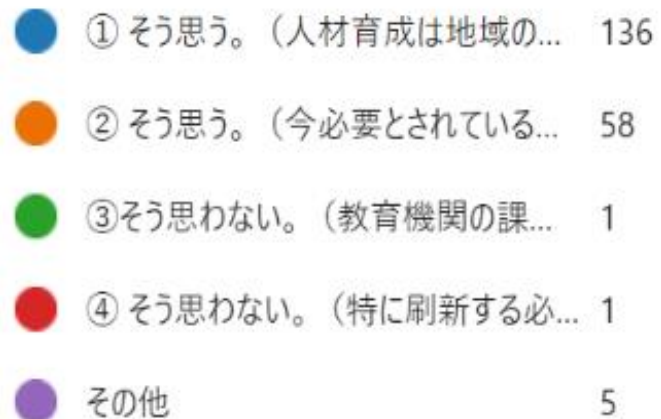 ① そう思う。（人材育成は地域の... 136
② そう思う。（今必要とされている... 58
③そう思わない。（教育機関の課... 1
④ そう思わない。（特に刷新する必... 1
その他 5